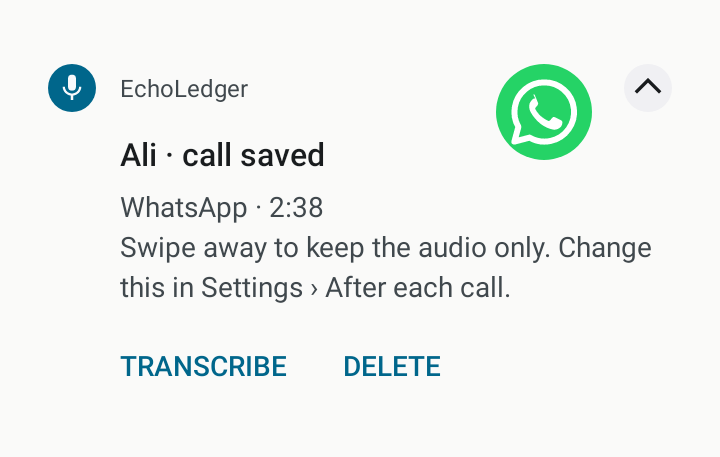 EchoLedger
Ali · call saved
WhatsApp · 2:38
Swipe away to keep the audio only. Change
this in Settings › After each call.
TRANSCRIBE DELETE